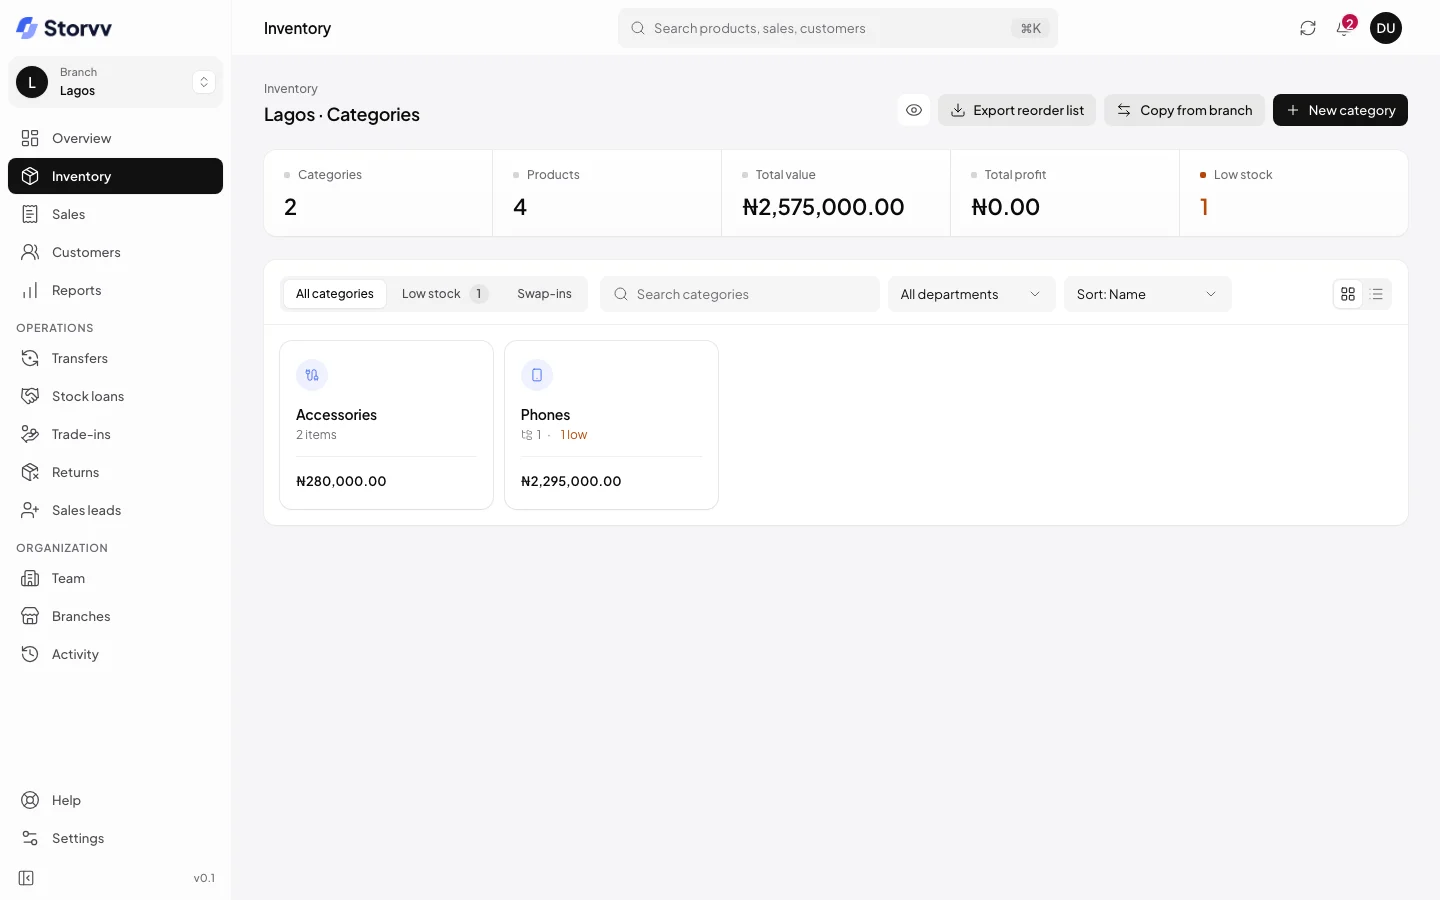 Storvv
Inventory
Search products, sales, customers
⌘K
2
DU
L
Branch
Lagos
Overview
Inventory
Sales
Customers
Reports
OPERATIONS
Transfers
Stock loans
Trade-ins
Returns
Sales leads
ORGANIZATION
Team
Branches
Activity
Help
Settings
v0.1
Inventory
Lagos · Categories
Export reorder list
Copy from branch
New category
Categories
2
Products
4
Total value
₦2,575,000.00
Total profit
₦0.00
Low stock
1
All categories
Low stock 1
Swap-ins
Search categories
All departments
Sort: Name
Accessories
2 items
₦280,000.00
Phones
1 · 1 low
₦2,295,000.00